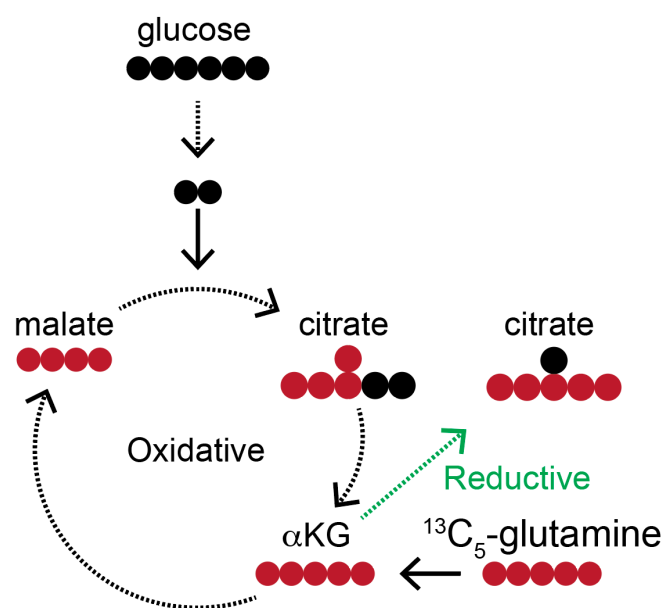 glucose
malate
citrate
citrate
Oxidative
Reductive
αKG
¹³C₅-glutamine